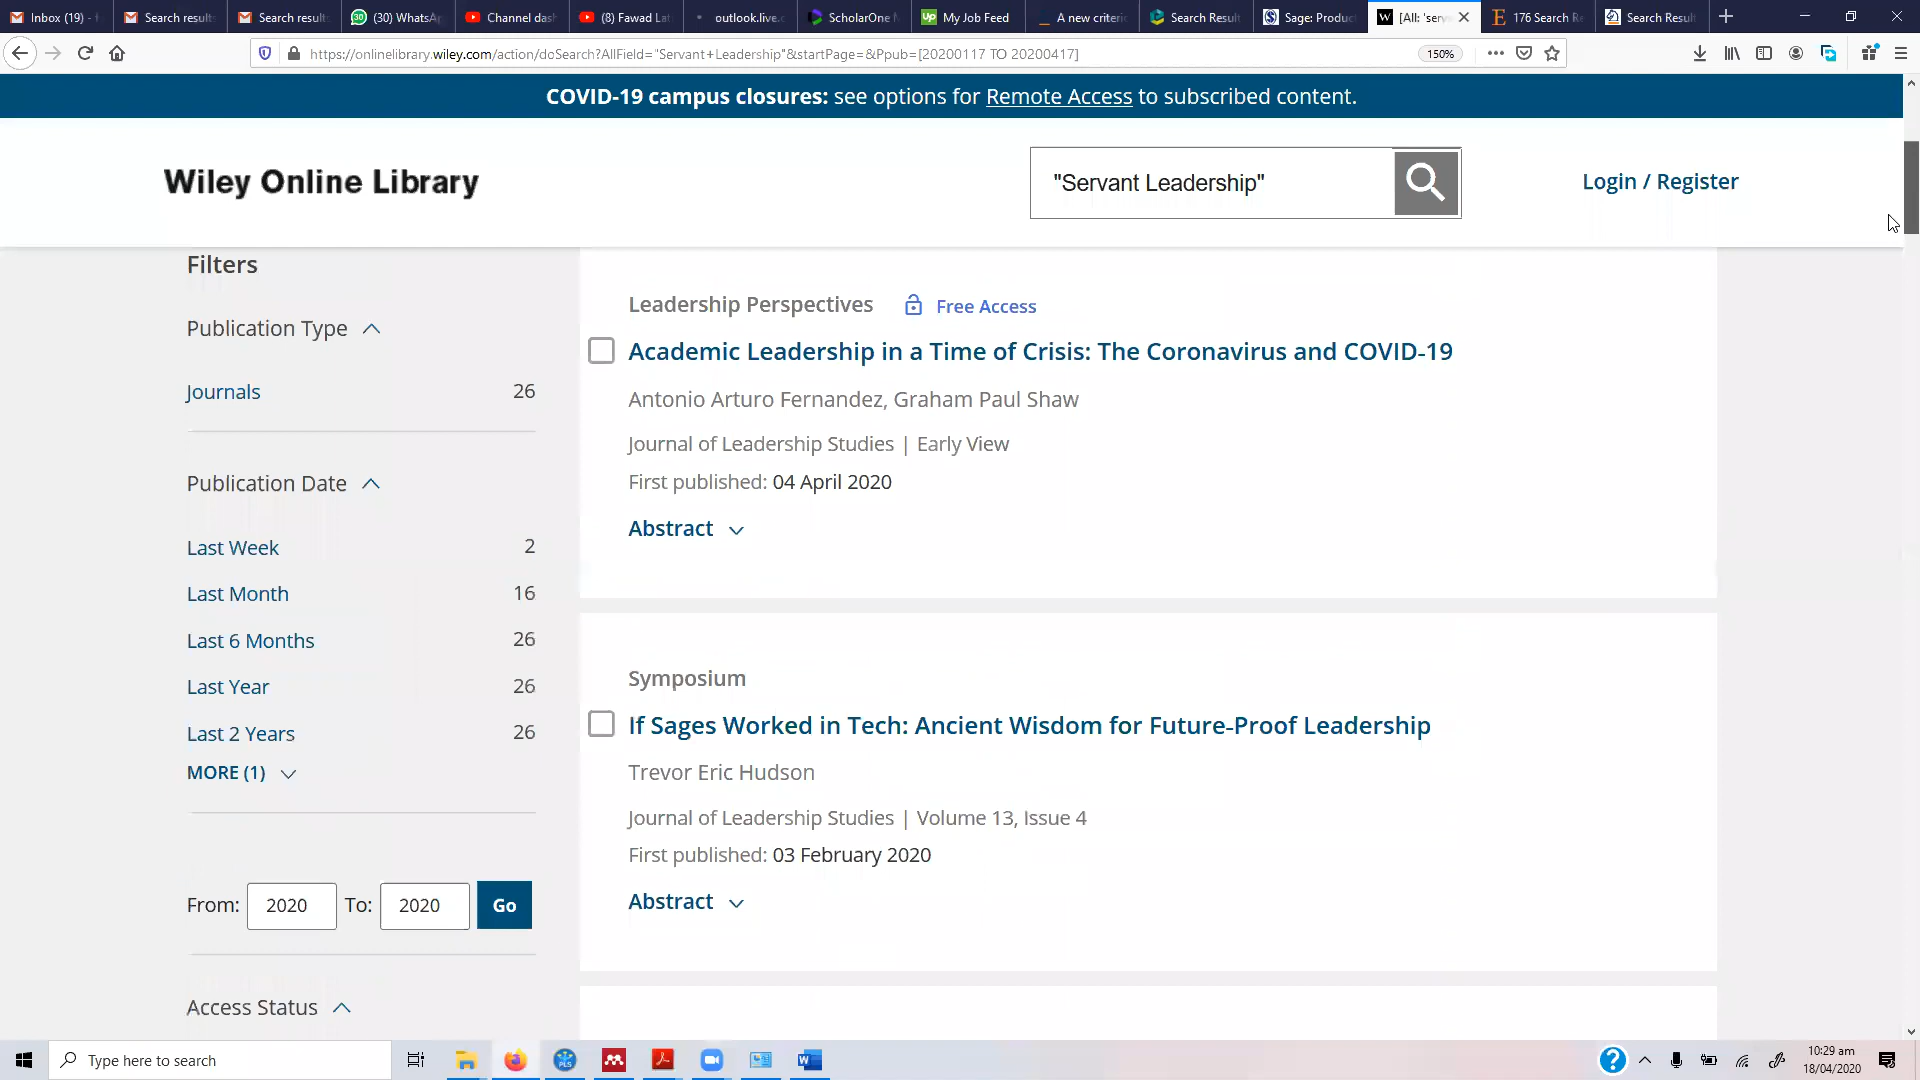 Inbox (19) -
Search result
Search result
(30) WhatsA
Channel das
(8) Fawad La
outlook.live.c
ScholarOne
My Job Feed
A new criteri
Search Resul
Sage: Produc
[All: 'serv
176 Search R
Search Resul
https://onlinelibrary.wiley.com/action/doSearch?AllField="Servant+Leadership"&startPage=&Ppub=[20200117 TO 20200417]
150%
COVID-19 campus closures: see options for Remote Access to subscribed content.
Wiley Online Library
"Servant Leadership"
Login / Register
Filters
Publication Type
Journals 26
Publication Date
Last Week 2
Last Month 16
Last 6 Months 26
Last Year 26
Last 2 Years 26
MORE (1)
From: 2020 To: 2020 Go
Access Status
Leadership Perspectives Free Access
Academic Leadership in a Time of Crisis: The Coronavirus and COVID-19
Antonio Arturo Fernandez, Graham Paul Shaw
Journal of Leadership Studies | Early View
First published: 04 April 2020
Abstract
Symposium
If Sages Worked in Tech: Ancient Wisdom for Future-Proof Leadership
Trevor Eric Hudson
Journal of Leadership Studies | Volume 13, Issue 4
First published: 03 February 2020
Abstract
Type here to search
10:29 am
18/04/2020